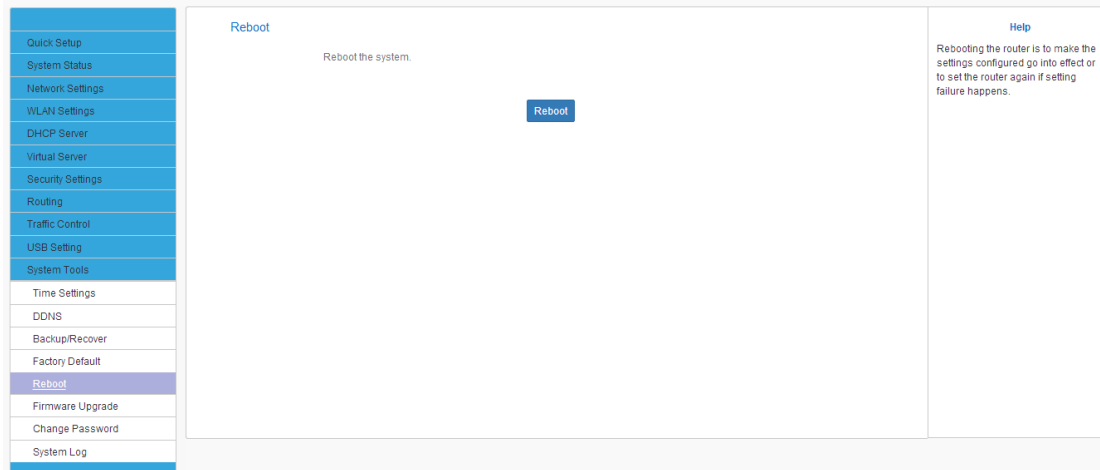 Quick Setup
System Status
Network Settings
WLAN Settings
DHCP Server
Virtual Server
Security Settings
Routing
Traffic Control
USB Setting
System Tools
Time Settings
DDNS
Backup/Recover
Factory Default
Reboot
Firmware Upgrade
Change Password
System Log
Reboot
Reboot the system.
Reboot
Help
Rebooting the router is to make the
settings configured go into effect or
to set the router again if setting
failure happens.